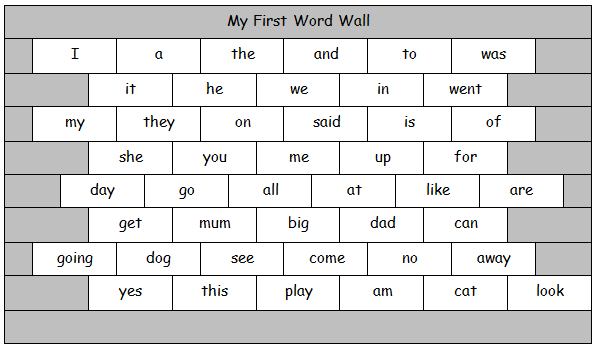 My First Word Wall
I a the and to was
it he we in went
my they on said is of
she you me up for
day go all at like are
get mum big dad can
going dog see come no away
yes this play am cat look